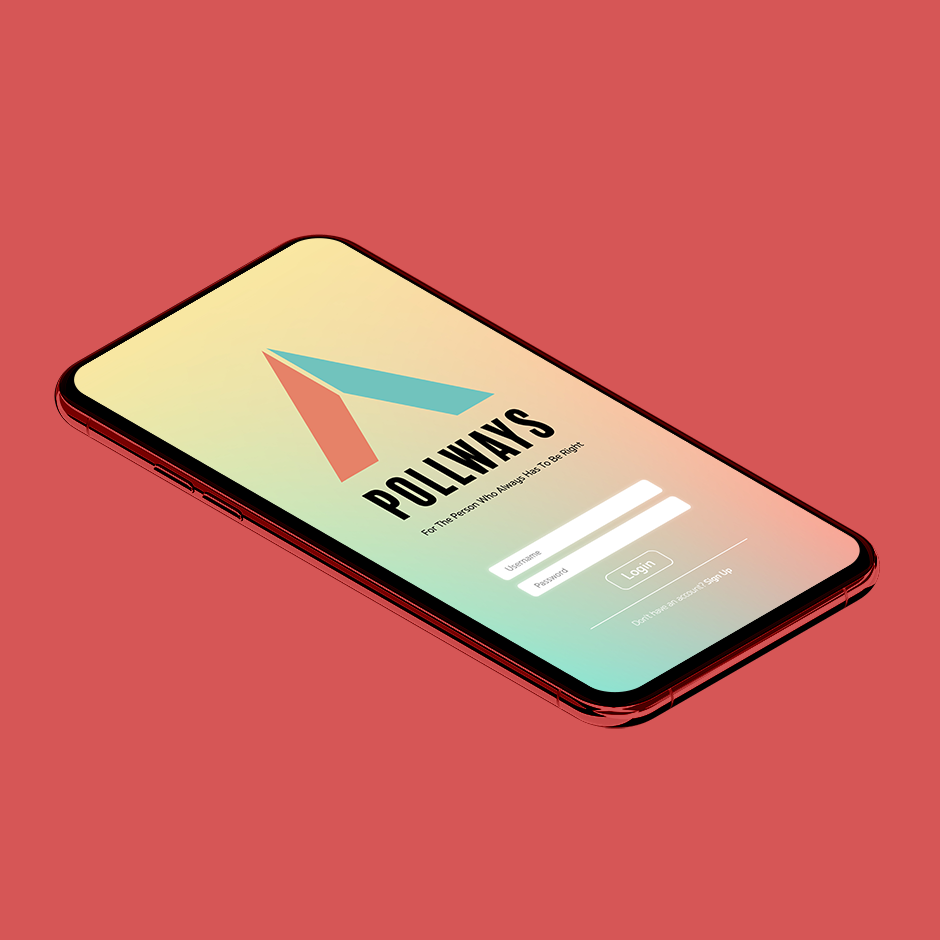 POLLWAYS
For The Person Who Always Has To Be Right
Username
Password
Login
Don't have an account? Sign Up